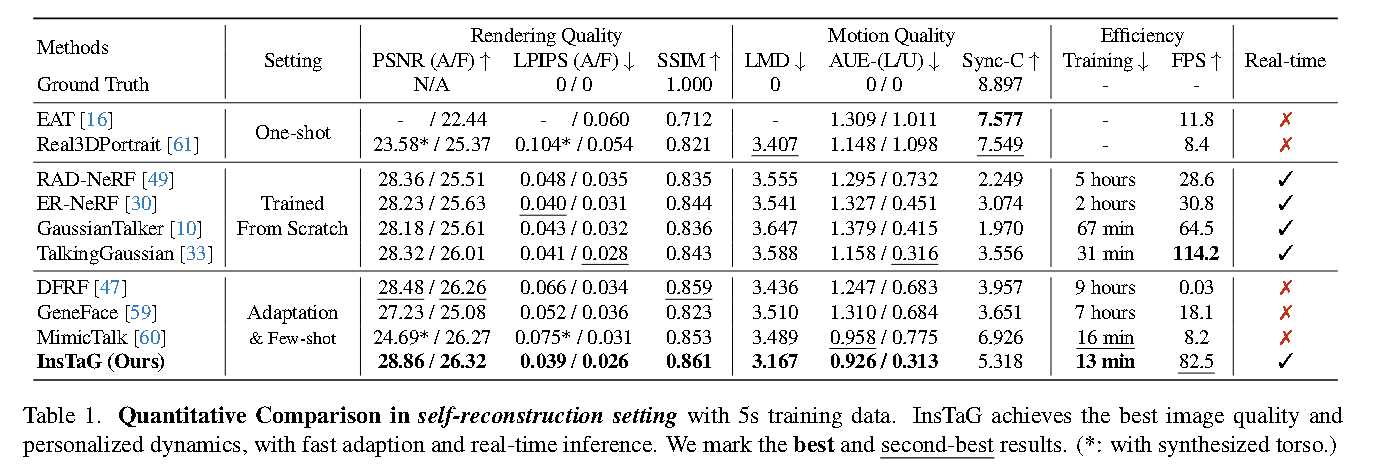 Methods Setting Rendering Quality Motion Quality Efficiency Real-time
PSNR (A/F) ↑ LPIPS (A/F) ↓ SSIM ↑ LMD ↓ AUE-(L/U) ↓ Sync-C ↑ Training ↓ FPS ↑
Ground Truth N/A 0 / 0 1.000 0 0 / 0 8.897 - -
EAT [16] One-shot - / 22.44 - / 0.060 0.712 - 1.309 / 1.011 7.577 - 11.8 ✗
Real3DPortrait [61] 23.58* / 25.37 0.104* / 0.054 0.821 3.407 1.148 / 1.098 7.549 - 8.4 ✗
RAD-NeRF [49] 28.36 / 25.51 0.048 / 0.035 0.835 3.555 1.295 / 0.732 2.249 5 hours 28.6 ✓
ER-NeRF [30] Trained 28.23 / 25.63 0.040 / 0.031 0.844 3.541 1.327 / 0.451 3.074 2 hours 30.8 ✓
GaussianTalker [10] From Scratch 28.18 / 25.61 0.043 / 0.032 0.836 3.647 1.379 / 0.415 1.970 67 min 64.5 ✓
TalkingGaussian [33] 28.32 / 26.01 0.041 / 0.028 0.843 3.588 1.158 / 0.316 3.556 31 min 114.2 ✓
DFRF [47] 28.48 / 26.26 0.066 / 0.034 0.859 3.436 1.247 / 0.683 3.957 9 hours 0.03 ✗
GeneFace [59] Adaptation 27.23 / 25.08 0.052 / 0.036 0.823 3.510 1.310 / 0.684 3.651 7 hours 18.1 ✗
MimicTalk [60] & Few-shot 24.69* / 26.27 0.075* / 0.031 0.853 3.489 0.958 / 0.775 6.926 16 min 8.2 ✗
InsTaG (Ours) 28.86 / 26.32 0.039 / 0.026 0.861 3.167 0.926 / 0.313 5.318 13 min 82.5 ✓
Table 1. Quantitative Comparison in self-reconstruction setting with 5s training data. InsTaG achieves the best image quality and
personalized dynamics, with fast adaption and real-time inference. We mark the best and second-best results. (*: with synthesized torso.)